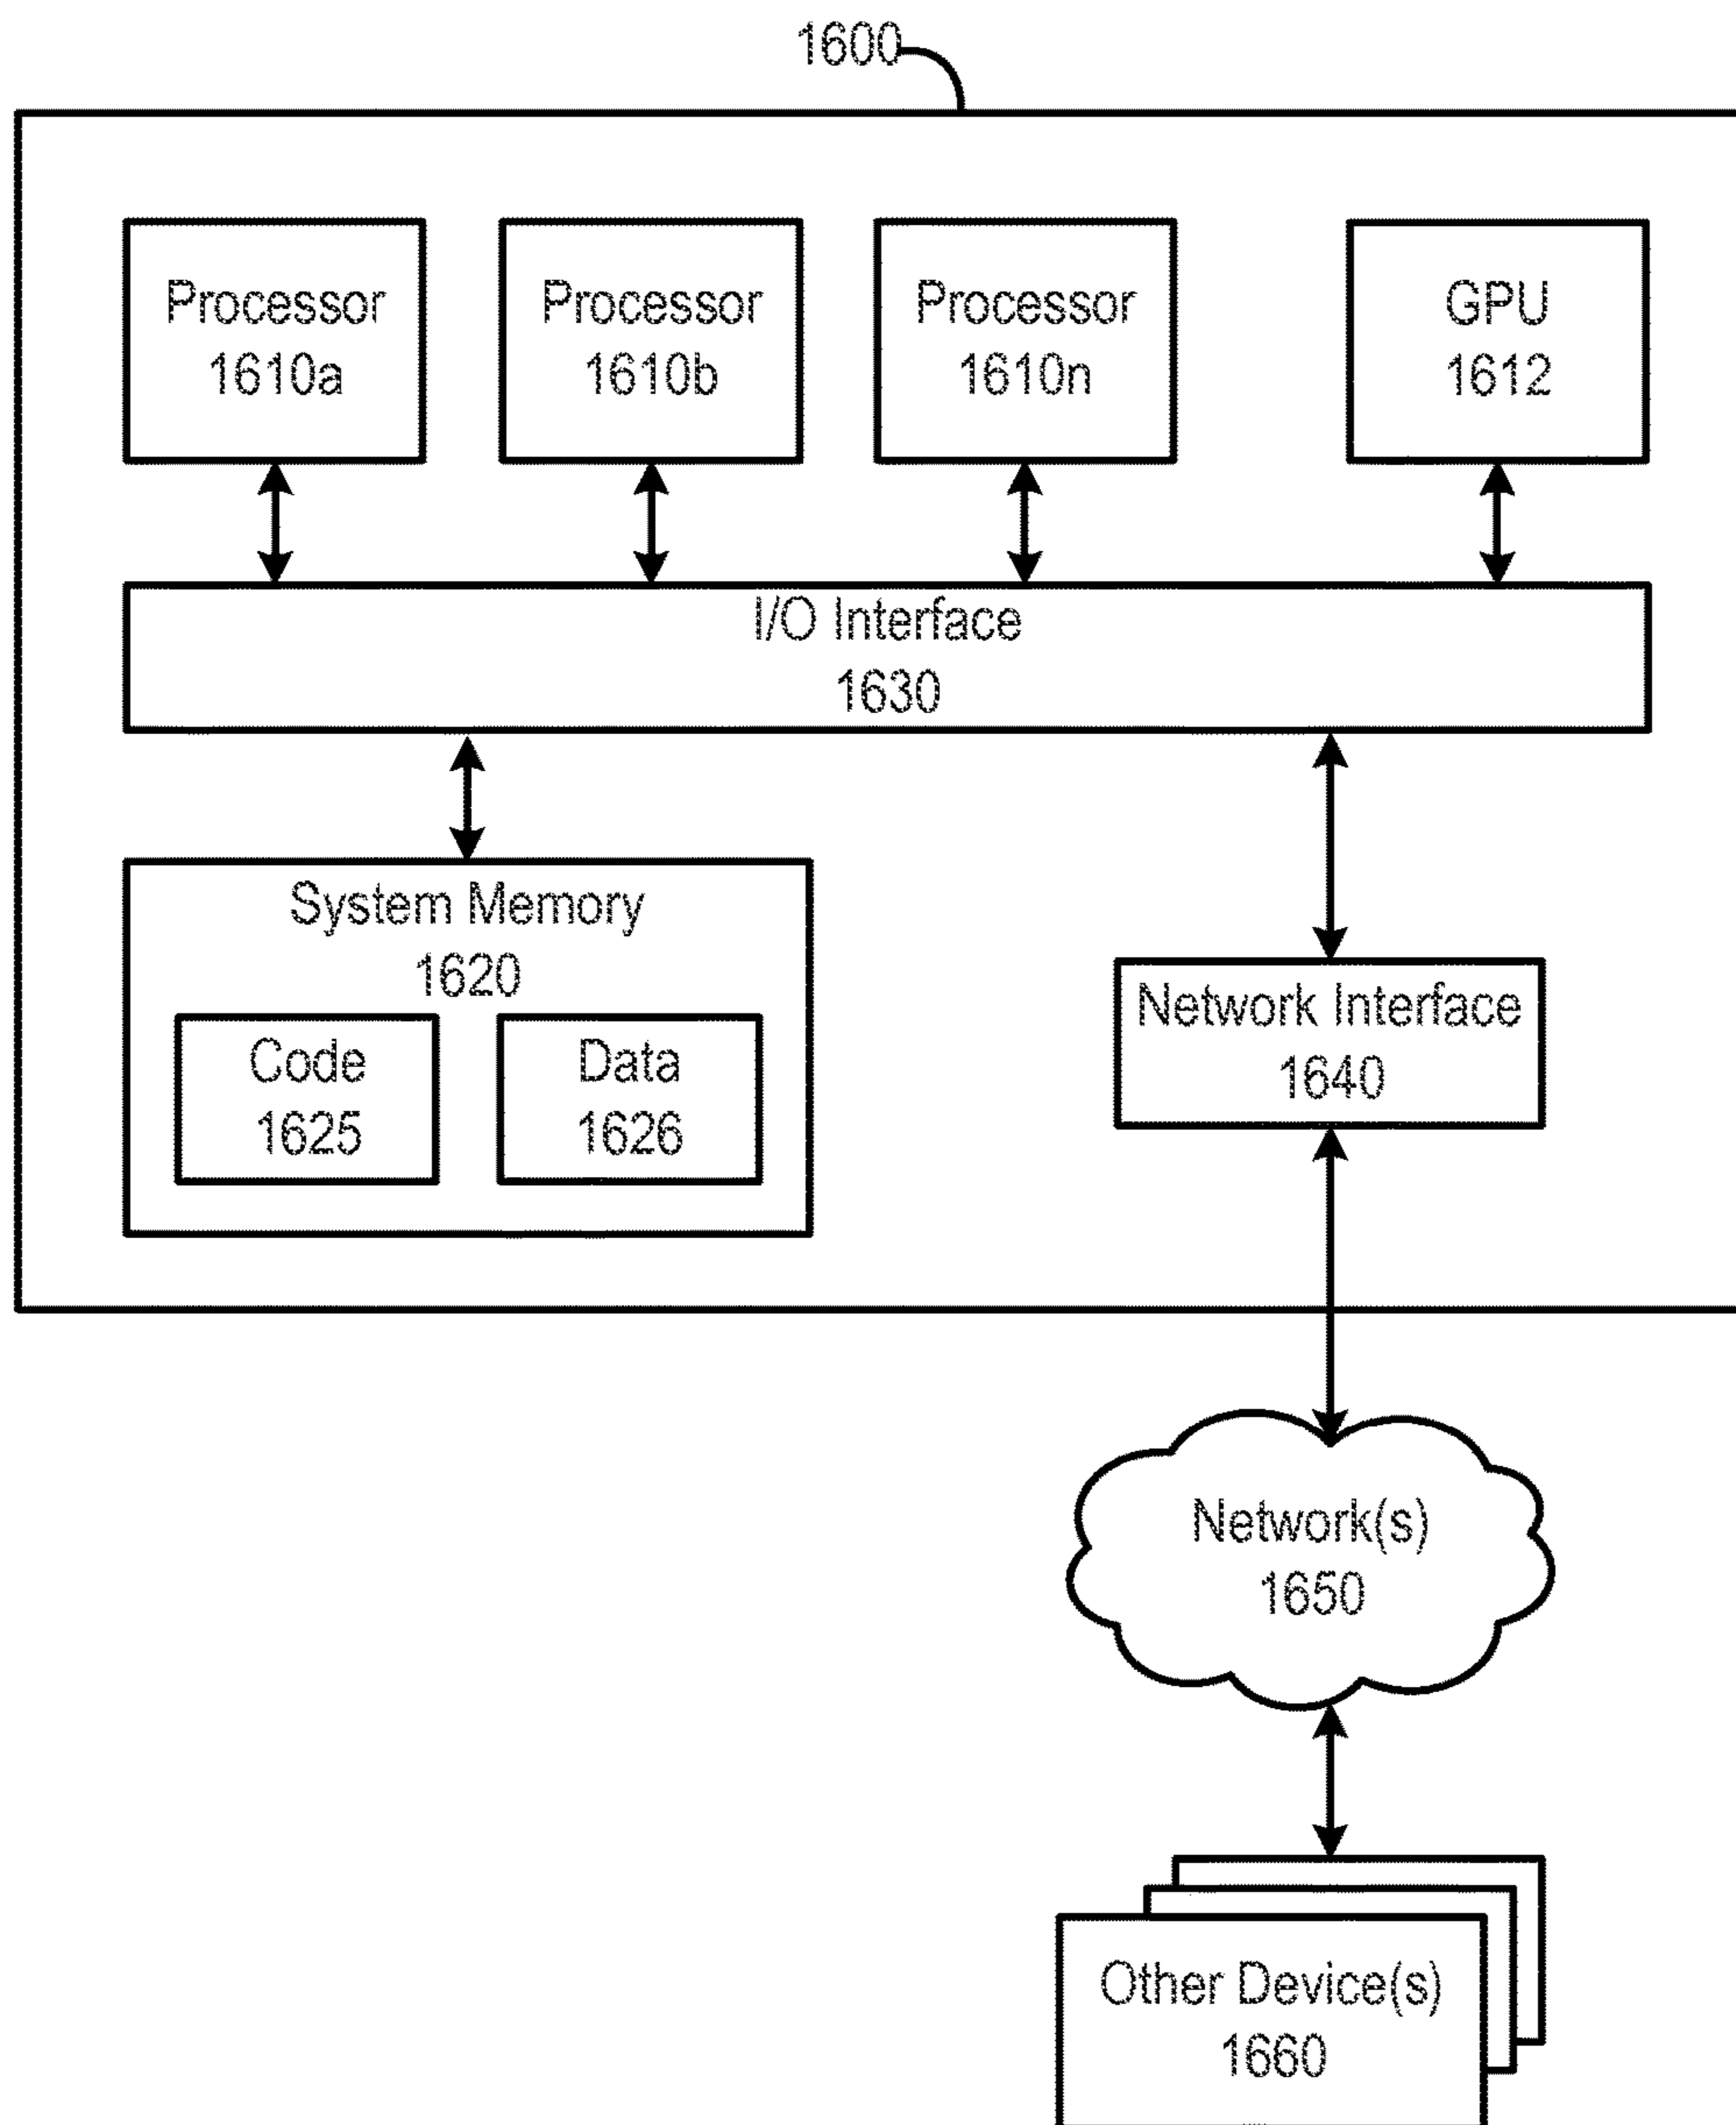 1600
Processor
1610a
Processor
1610b
Processor
1610n
GPU
1612
I/O Interface
1630
System Memory
1620
Code
1625
Data
1626
Network Interface
1640
Network(s)
1650
Other Device(s)
1660